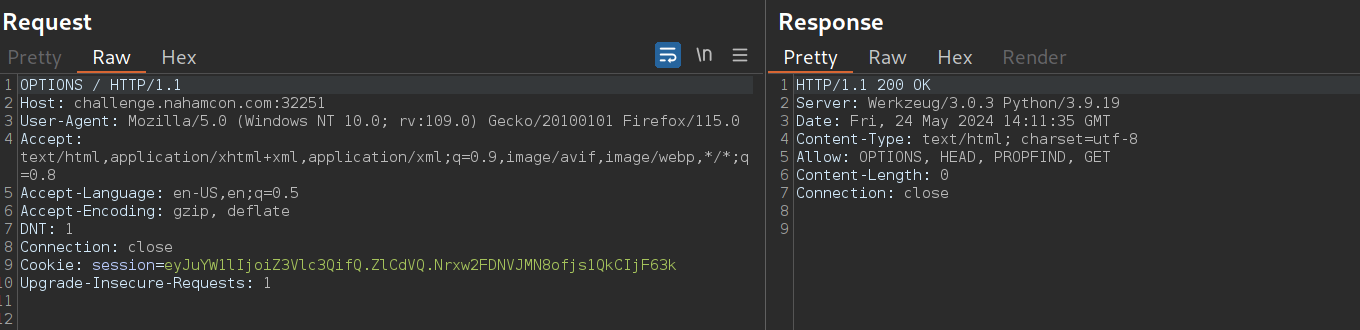 Request
Pretty Raw Hex \n
1 OPTIONS / HTTP/1.1
2 Host: challenge.nahamcon.com:32251
3 User-Agent: Mozilla/5.0 (Windows NT 10.0; rv:109.0) Gecko/20100101 Firefox/115.0
4 Accept:
text/html,application/xhtml+xml,application/xml;q=0.9,image/avif,image/webp,*/*;q
=0.8
5 Accept-Language: en-US,en;q=0.5
6 Accept-Encoding: gzip, deflate
7 DNT: 1
8 Connection: close
9 Cookie: session=eyJuYW1lIjoiZ3Vlc3QifQ.ZlCdVQ.Nrxw2FDNVJMN8ofjs1QkCIjF63k
10 Upgrade-Insecure-Requests: 1
11
12
Response
Pretty Raw Hex Render
1 HTTP/1.1 200 OK
2 Server: Werkzeug/3.0.3 Python/3.9.19
3 Date: Fri, 24 May 2024 14:11:35 GMT
4 Content-Type: text/html; charset=utf-8
5 Allow: OPTIONS, HEAD, PROPFIND, GET
6 Content-Length: 0
7 Connection: close
8
9